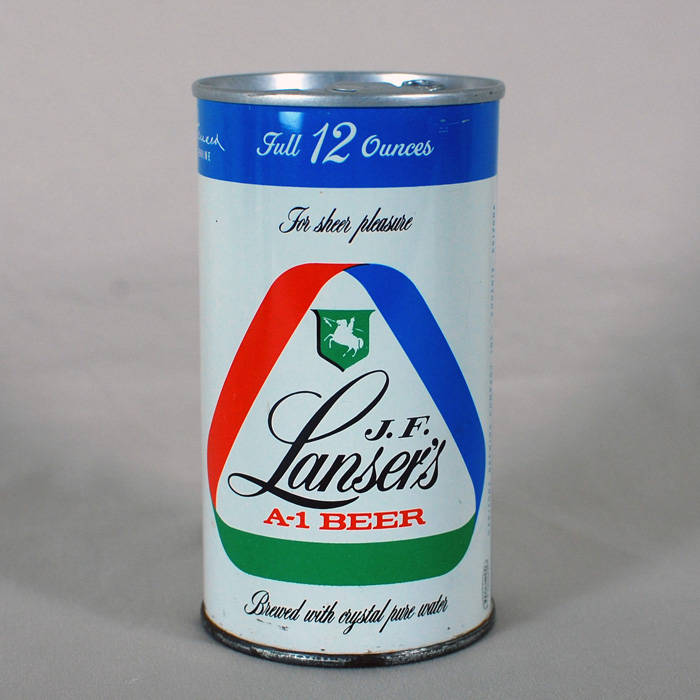 Full 12 Ounces
For sheer pleasure
J. F.
Lanser's
A-1 BEER
Brewed with crystal pure water